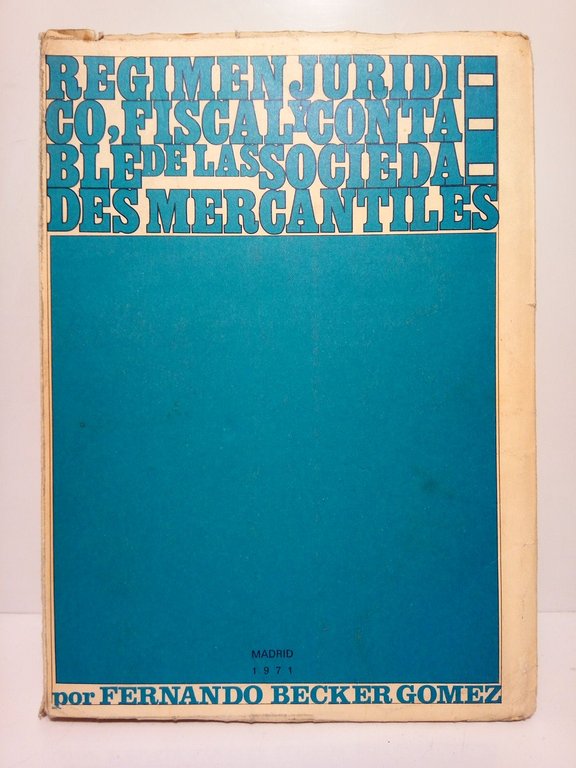 REGIMEN JURIDI
CO, FISCAL Y CONTA
BLE DE LAS SOCIEDA
DES MERCANTILES
MADRID
1971
por FERNANDO BECKER GOMEZ